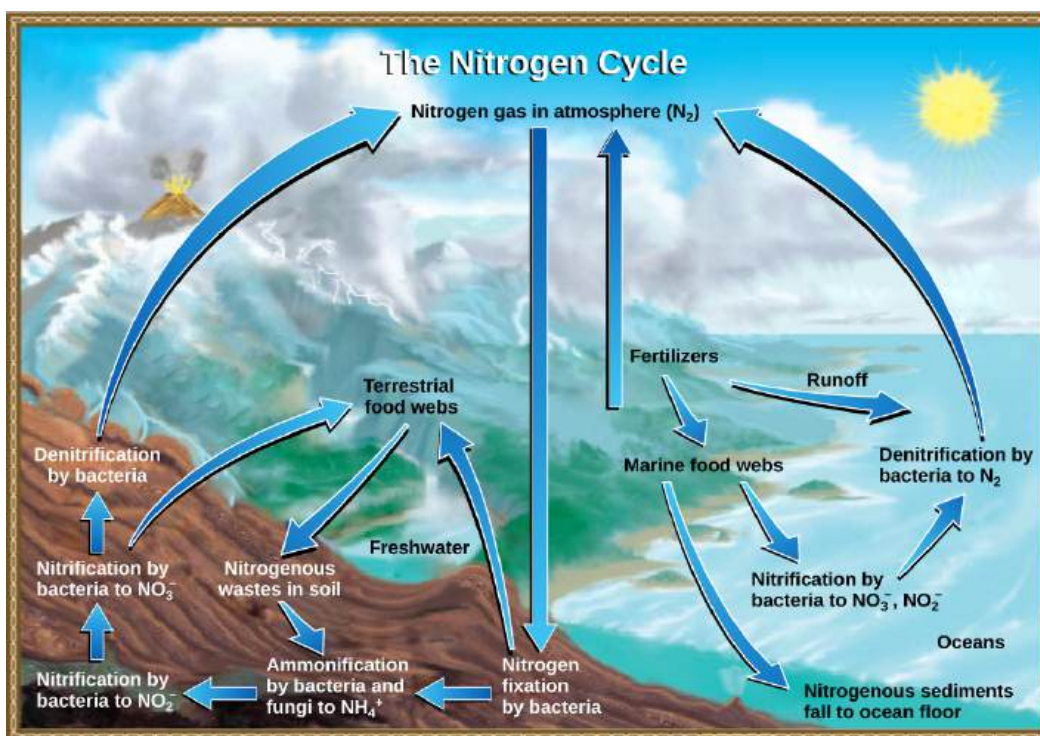 The Nitrogen Cycle
Nitrogen gas in atmosphere (N₂)
Fertilizers
Runoff
Terrestrial
food webs
Denitrification
by bacteria
Marine food webs
Denitrification by
bacteria to N₂
Freshwater
Nitrification by
bacteria to NO₃⁻
Nitrogenous
wastes in soil
Nitrification by
bacteria to NO₃⁻, NO₂⁻
Oceans
Nitrification by
bacteria to NO₂⁻
Ammonification
by bacteria and
fungi to NH₄⁺
Nitrogen
fixation
by bacteria
Nitrogenous sediments
fall to ocean floor